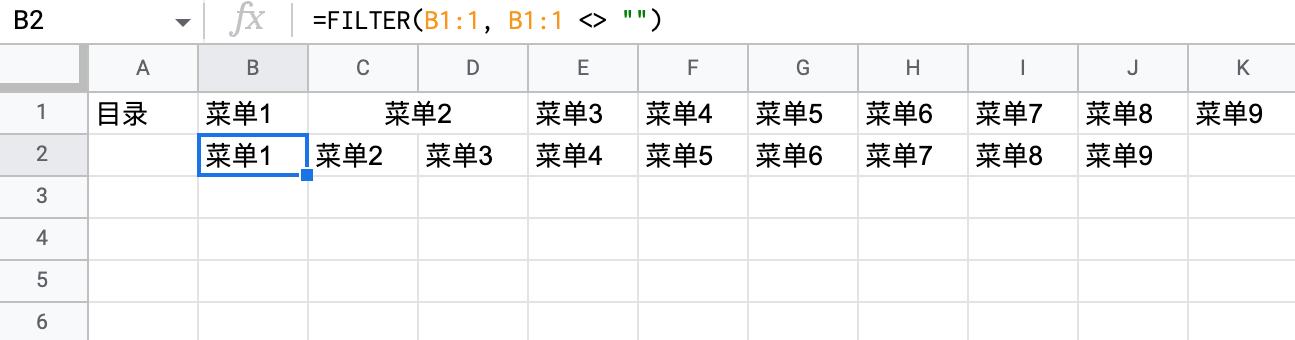 B2 fx =FILTER(B1:1, B1:1 <> "")
A B C D E F G H I J K
1 目录 菜单1 菜单2 菜单3 菜单4 菜单5 菜单6 菜单7 菜单8 菜单9
2 菜单1 菜单2 菜单3 菜单4 菜单5 菜单6 菜单7 菜单8 菜单9
3
4
5
6